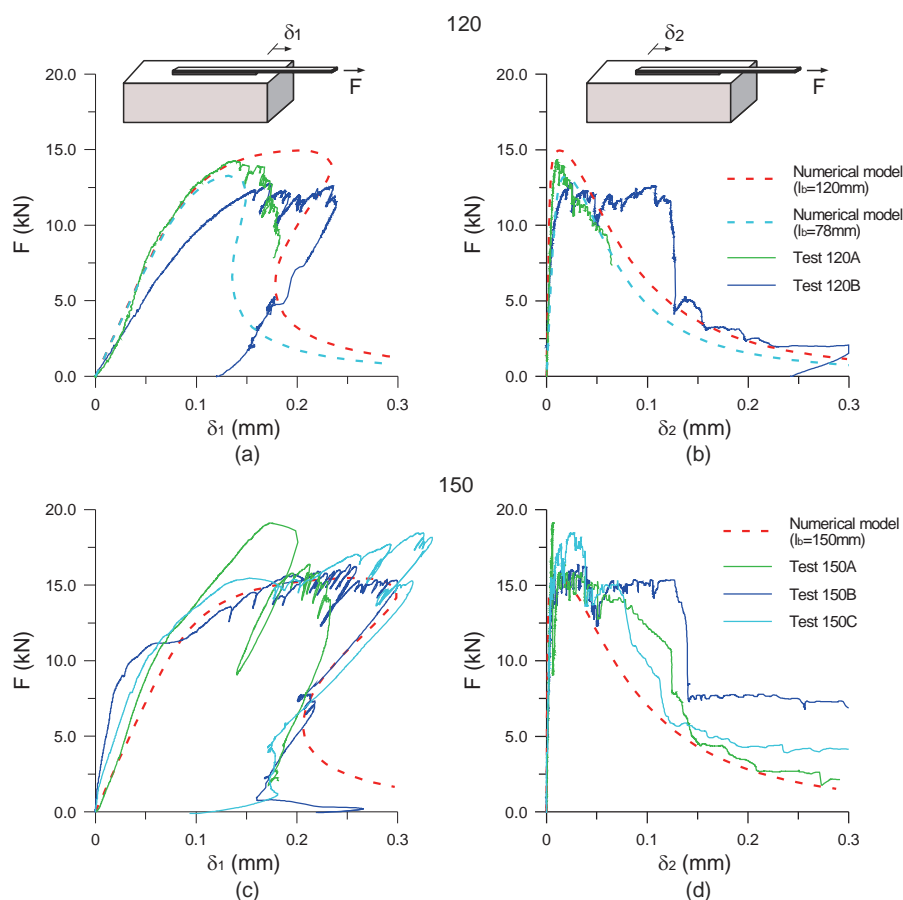 120
δ1
F
20.0
15.0
10.0
5.0
0.0
F (kN)
0
0.1
0.2
0.3
δ1 (mm)
(a)
δ2
F
20.0
15.0
10.0
5.0
0.0
F (kN)
0
0.1
0.2
0.3
δ2 (mm)
(b)
Numerical model
(lb=120mm)
Numerical model
(lb=78mm)
Test 120A
Test 120B
150
20.0
15.0
10.0
5.0
0.0
F (kN)
0
0.1
0.2
0.3
δ1 (mm)
(c)
20.0
15.0
10.0
5.0
0.0
F (kN)
0
0.1
0.2
0.3
δ2 (mm)
(d)
Numerical model
(lb=150mm)
Test 150A
Test 150B
Test 150C